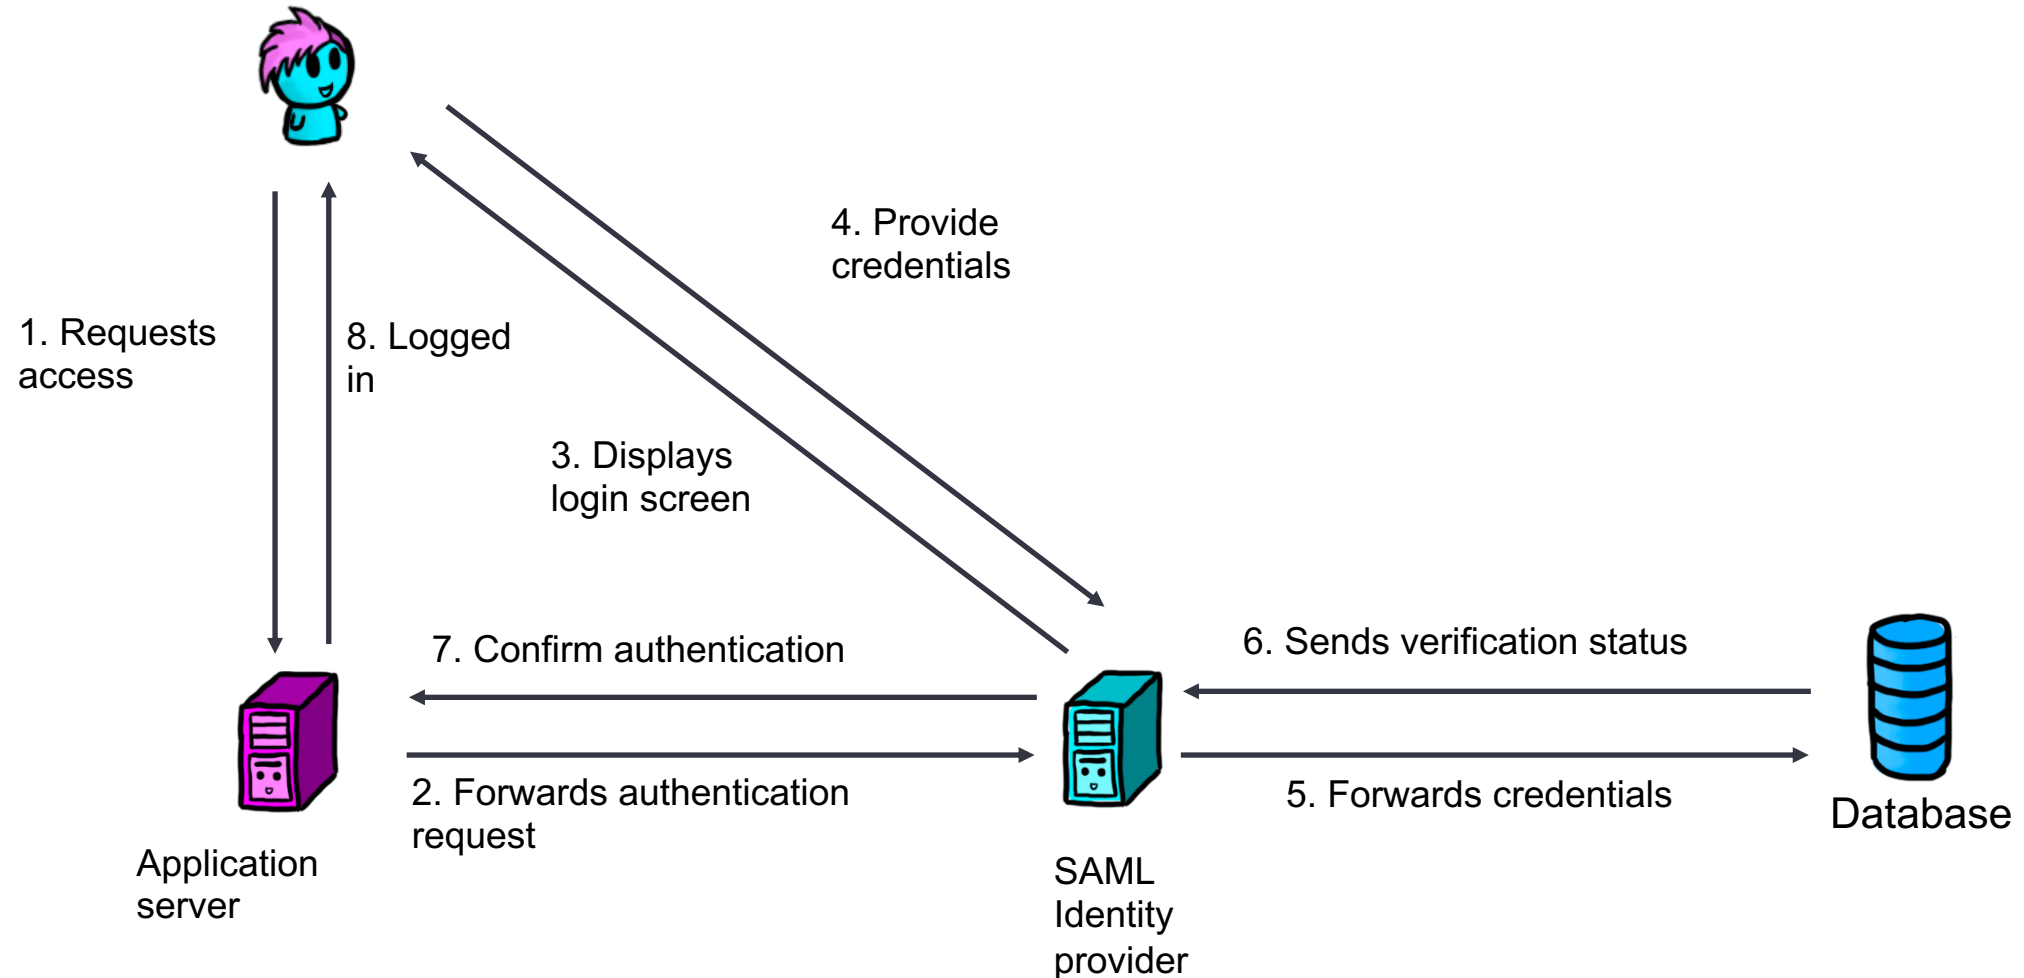 4. Provide
credentials
1. Requests
access
8. Logged
in
3. Displays
login screen
7. Confirm authentication
6. Sends verification status
2. Forwards authentication
request
5. Forwards credentials
Database
Application
server
SAML
Identity
provider